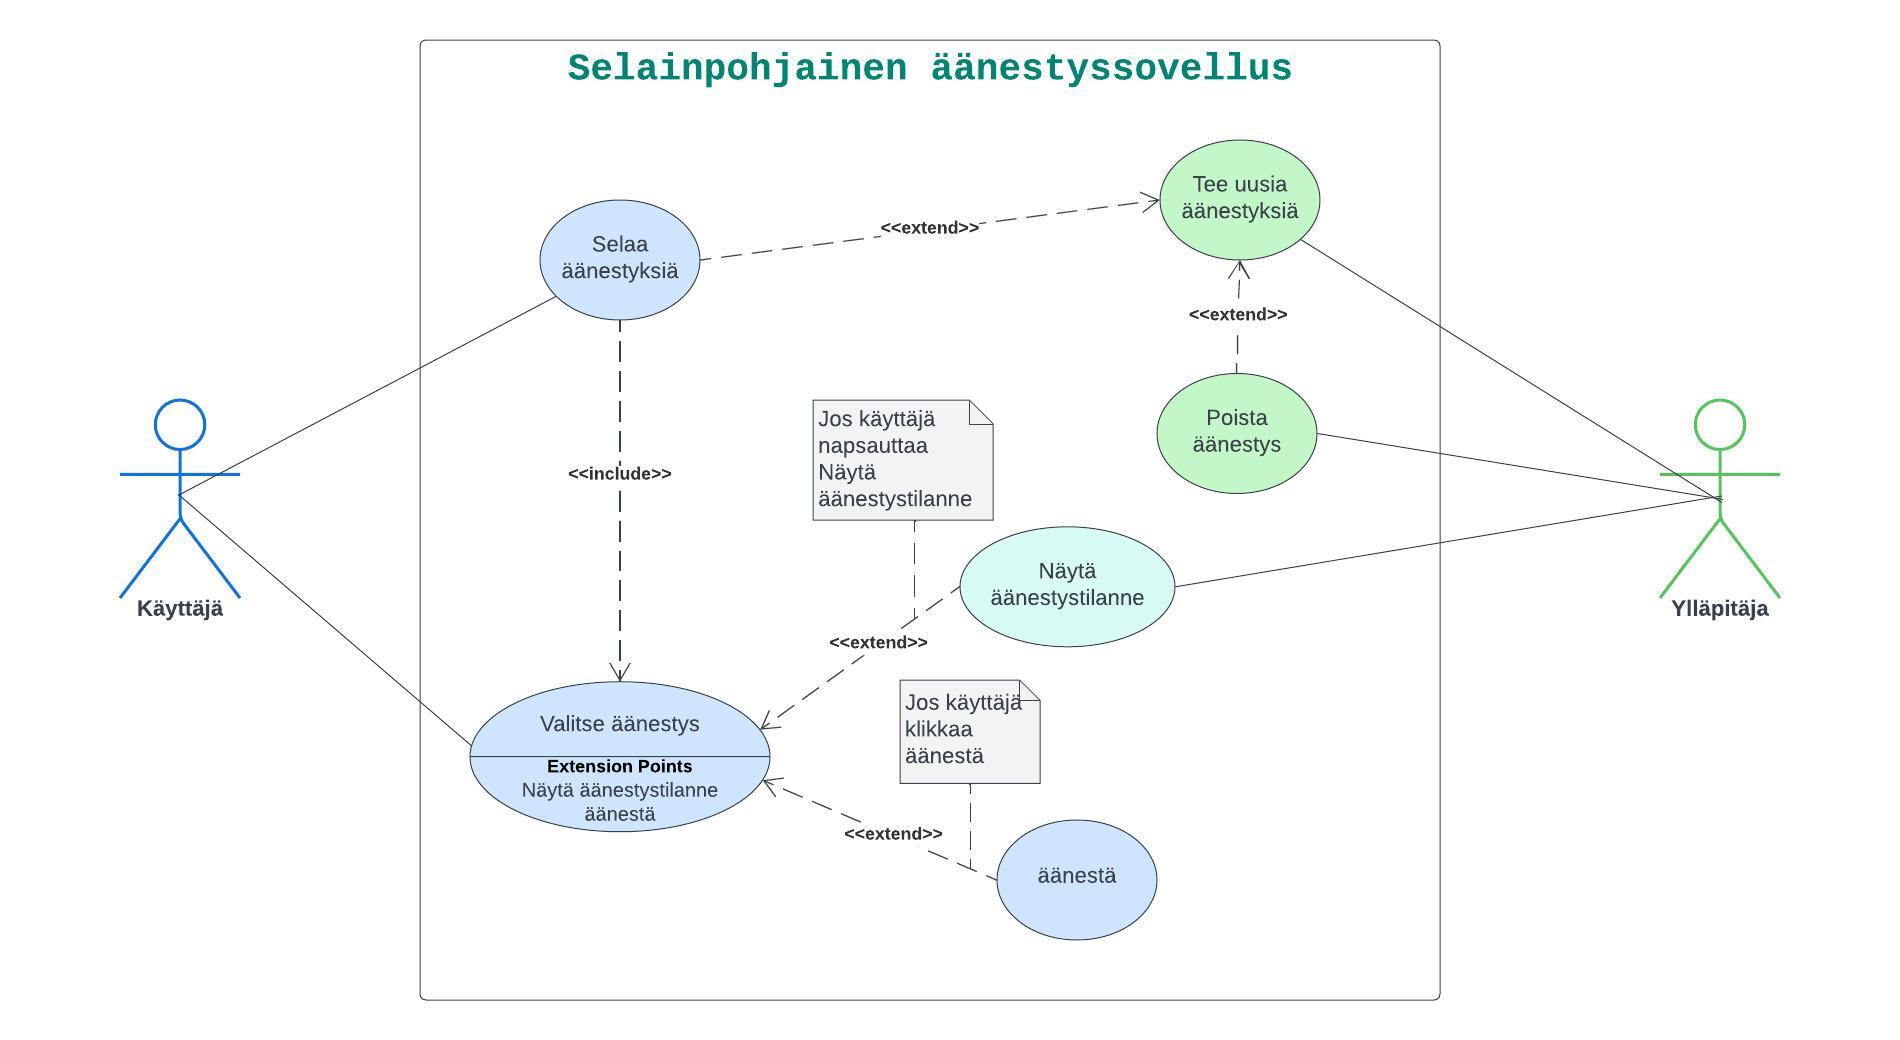 Selainpohjainen äänestyssovellus
Tee uusia
äänestyksiä
<<extend>>
Selaa
äänestyksiä
<<extend>>
Jos käyttäjä
napsauttaa
Näytä
äänestystilanne
Poista
äänestys
<<include>>
Näytä
äänestystilanne
Käyttäjä
Ylläpitäja
<<extend>>
Jos käyttäjä
klikkaa
äänestä
Valitse äänestys
Extension Points
Näytä äänestystilanne
äänestä
<<extend>>
äänestä